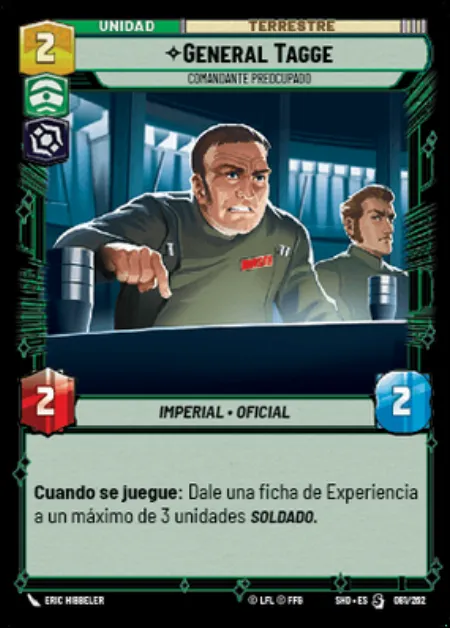 UNIDAD
TERRESTRE
2
✧GENERAL TAGGE
COMANDANTE PREOCUPADO
2
IMPERIAL • OFICIAL
2
Cuando se juegue: Dale una ficha de Experiencia
a un máximo de 3 unidades SOLDADO.
ERIC HIBBELER
© LFL © FFG
SHD • ES
081/262